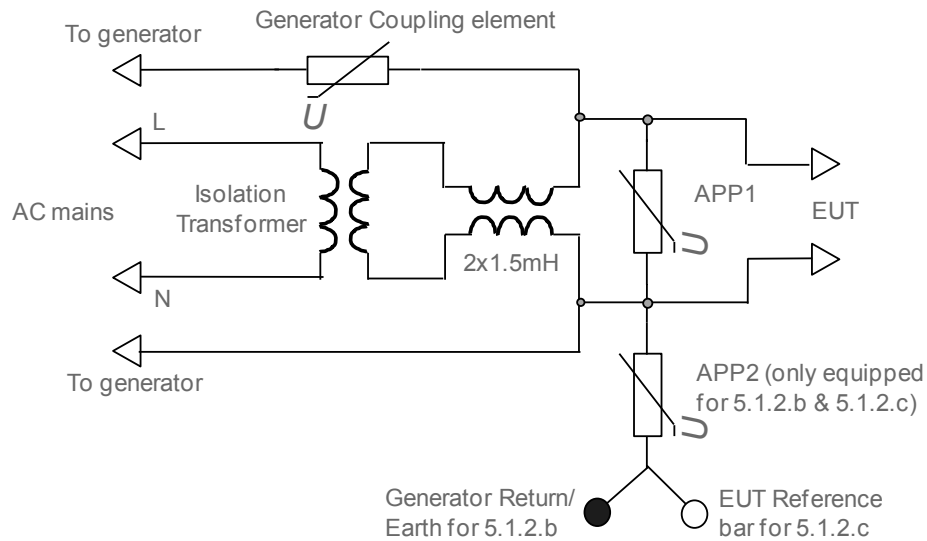 Generator Coupling element
To generator
U
L
Isolation
Transformer
AC mains
APP1
EUT
U
2x1.5mH
N
To generator
APP2 (only equipped
for 5.1.2.b & 5.1.2.c)
U
Generator Return/
Earth for 5.1.2.b
EUT Reference
bar for 5.1.2.c